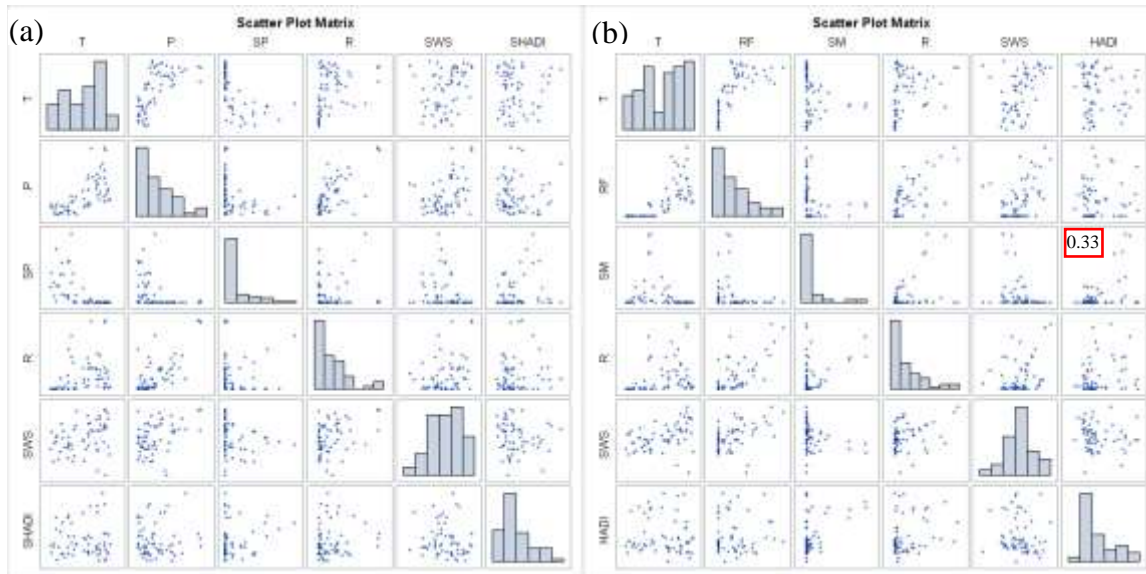 (a)
Scatter Plot Matrix
T P SP R SWS SHADI
T
P
SP
R
SWS
SHADI
(b)
Scatter Plot Matrix
T RF SM R SWS HADI
T
RF
SM
0.33
R
SWS
HADI